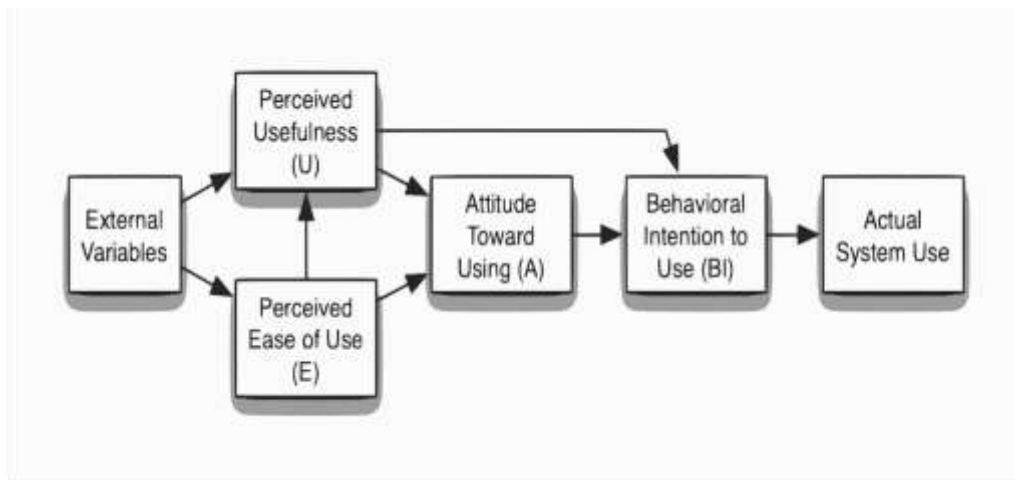 External
Variables
Perceived
Usefulness
(U)
Perceived
Ease of Use
(E)
Attitude
Toward
Using (A)
Behavioral
Intention to
Use (BI)
Actual
System Use